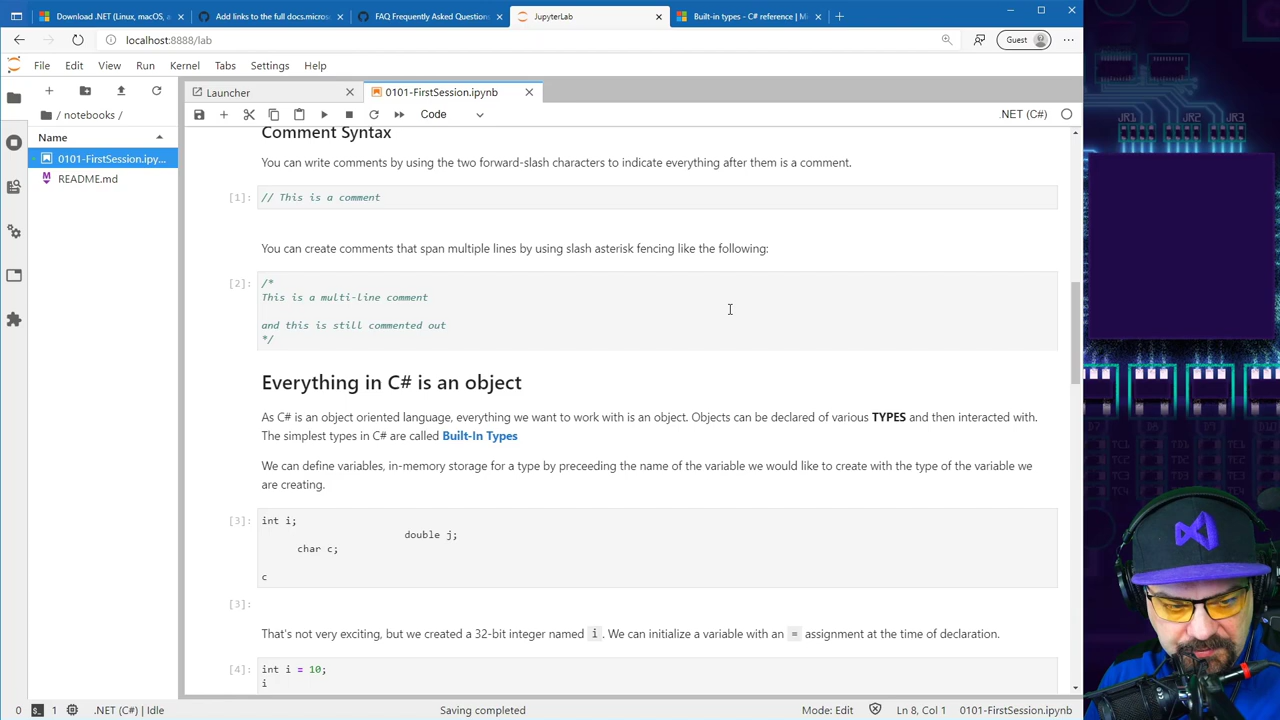 Download .NET (Linux, macOS, a
Add links to the full docs.micros
FAQ Frequently Asked Question
JupyterLab
Built-in types - C# reference | Mi
localhost:8888/lab
Guest
File Edit View Run Kernel Tabs Settings Help
Launcher
0101-FirstSession.ipynb
/ notebooks /
Code
.NET (C#)
Name
0101-FirstSession.ipy...
README.md
Comment Syntax
You can write comments by using the two forward-slash characters to indicate everything after them is a comment.
[1]: // This is a comment
You can create comments that span multiple lines by using slash asterisk fencing like the following:
[2]: /*
This is a multi-line comment
and this is still commented out
*/
Everything in C# is an object
As C# is an object oriented language, everything we want to work with is an object. Objects can be declared of various TYPES and then interacted with.
The simplest types in C# are called Built-In Types
We can define variables, in-memory storage for a type by preceeding the name of the variable we would like to create with the type of the variable we
are creating.
[3]: int i;
double j;
char c;
c
[3]:
That's not very exciting, but we created a 32-bit integer named i. We can initialize a variable with an = assignment at the time of declaration.
[4]: int i = 10;
i
0 1 .NET (C#) | Idle
Saving completed
Mode: Edit
Ln 8, Col 1
0101-FirstSession.ipynb
JR1 JR2 JR3